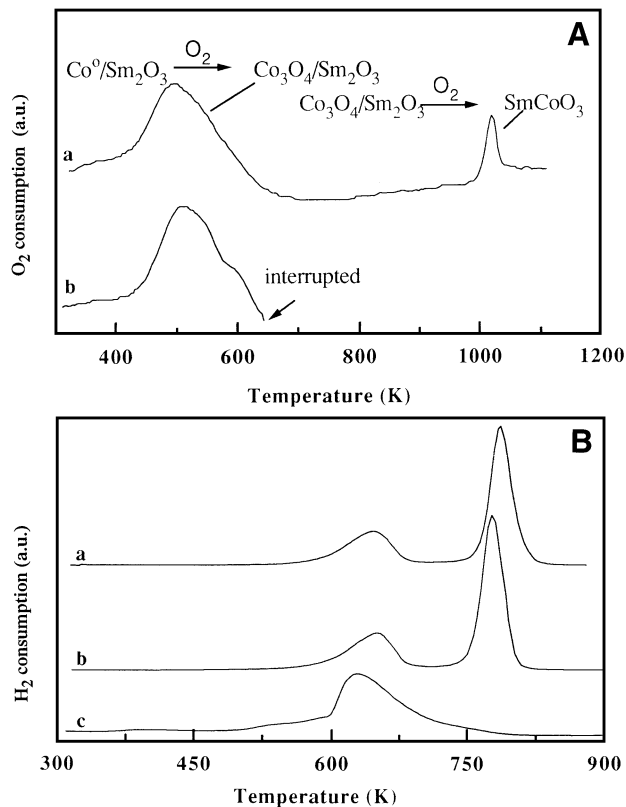 A
Co°/Sm₂O₃ O₂ Co₃O₄/Sm₂O₃
Co₃O₄/Sm₂O₃ O₂ SmCoO₃
a
b
interrupted
O₂ consumption (a.u.)
400 600 800 1000 1200
Temperature (K)
B
a
b
c
H₂ consumption (a.u.)
300 450 600 750 900
Temperature (K)